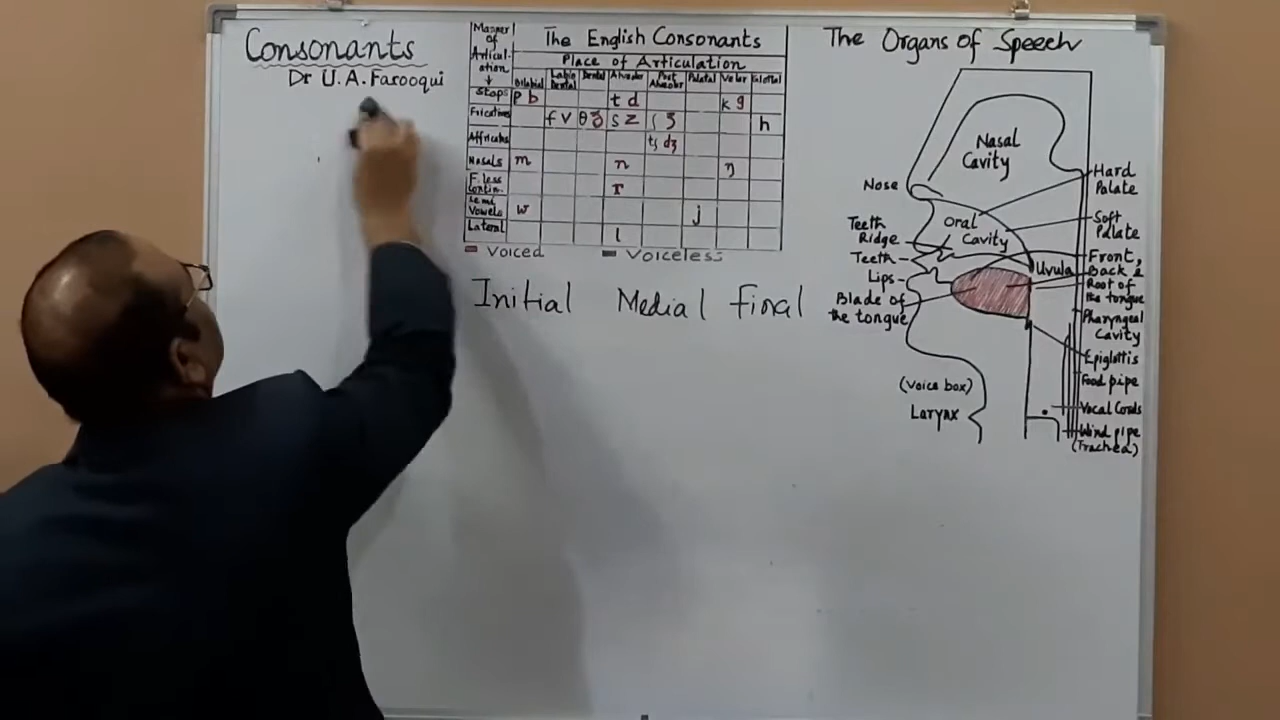 Consonants
Dr U. A. Farooqui
Manner of Articul-ation ↓
The English Consonants
Place of Articulation
Bilabial Labio Dental Dental Alveolar Post Alveolar Palatal Velar Glottal
Stops p b t d k g
Fricatives f v θ ʒ s z ʃ ʒ h
Affricates tʃ dʒ
Nasals m n ŋ
F. less Contin. r
Semi Vowels w j
Lateral l
Voiced Voiceless
Initial Medial final
The Organs of Speech
Nasal
Cavity
Nose
Hard
Palate
Oral
Cavity
Soft
Palate
Teeth
Ridge
Teeth
Lips
Blade of
the tongue
Uvula
Front,
Back &
Root of
the tongue
Pharyngeal
Cavity
Epiglottis
Food pipe
(Voice box)
Larynx
Vocal Cords
Wind pipe
(Trachea)